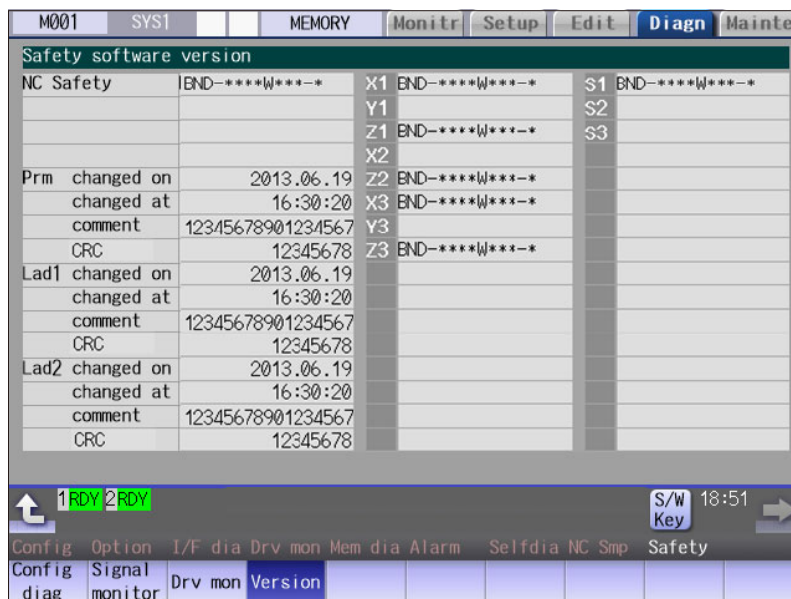 M001 SYS1 MEMORY Monitr Setup Edit Diagn Mainte
Safety software version
NC Safety BND-****W***-* X1 BND-****W***-* S1 BND-****W***-*
Y1 S2
Z1 BND-****W***-* S3
X2
Prm changed on 2013.06.19 Z2 BND-****W***-*
changed at 16:30:20 X3 BND-****W***-*
comment 12345678901234567 Y3
CRC 12345678 Z3 BND-****W***-*
Lad1 changed on 2013.06.19
changed at 16:30:20
comment 12345678901234567
CRC 12345678
Lad2 changed on 2013.06.19
changed at 16:30:20
comment 12345678901234567
CRC 12345678
1 RDY 2 RDY S/W Key 18:51
Config Option I/F dia Drv mon Mem dia Alarm Selfdia NC Smp Safety
Config diag Signal monitor Drv mon Version